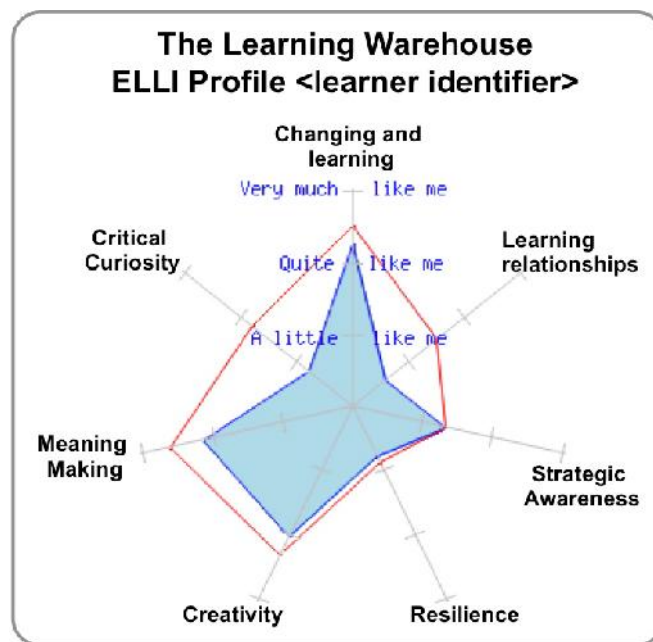 The Learning Warehouse
ELLI Profile <learner identifier>
Changing and
learning
Very much like me
Critical
Curiosity
Learning
relationships
Quite like me
A little like me
Meaning
Making
Strategic
Awareness
Creativity
Resilience